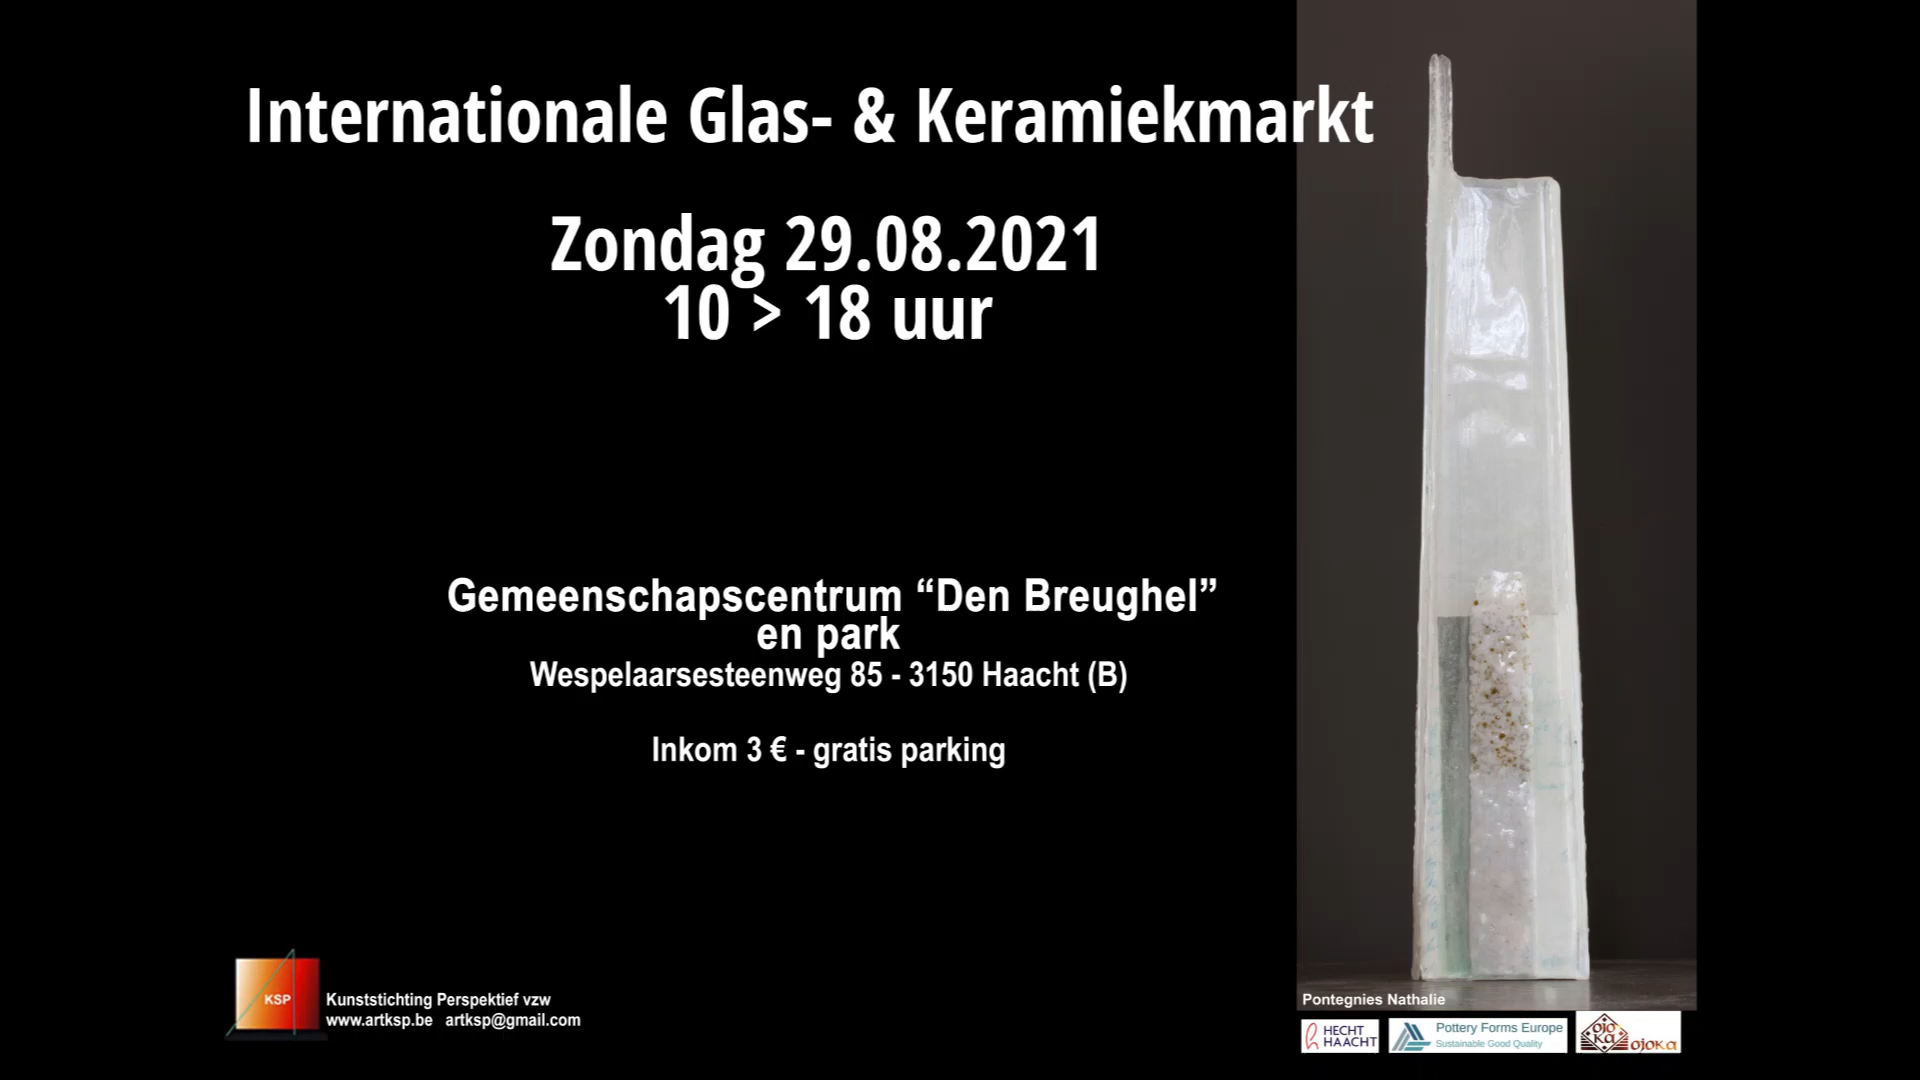 Internationale Glas- & Keramiekmarkt
Zondag 29.08.2021
10 > 18 uur
Gemeenschapscentrum “Den Breughel”
en park
Wespelaarsesteenweg 85 - 3150 Haacht (B)
Inkom 3 € - gratis parking
KSP
Kunststichting Perspektief vzw
www.artksp.be artksp@gmail.com
Pontegnies Nathalie
HECHT
HAACHT
Pottery Forms Europe
Sustainable Good Quality
OJO
KA
OJOKA